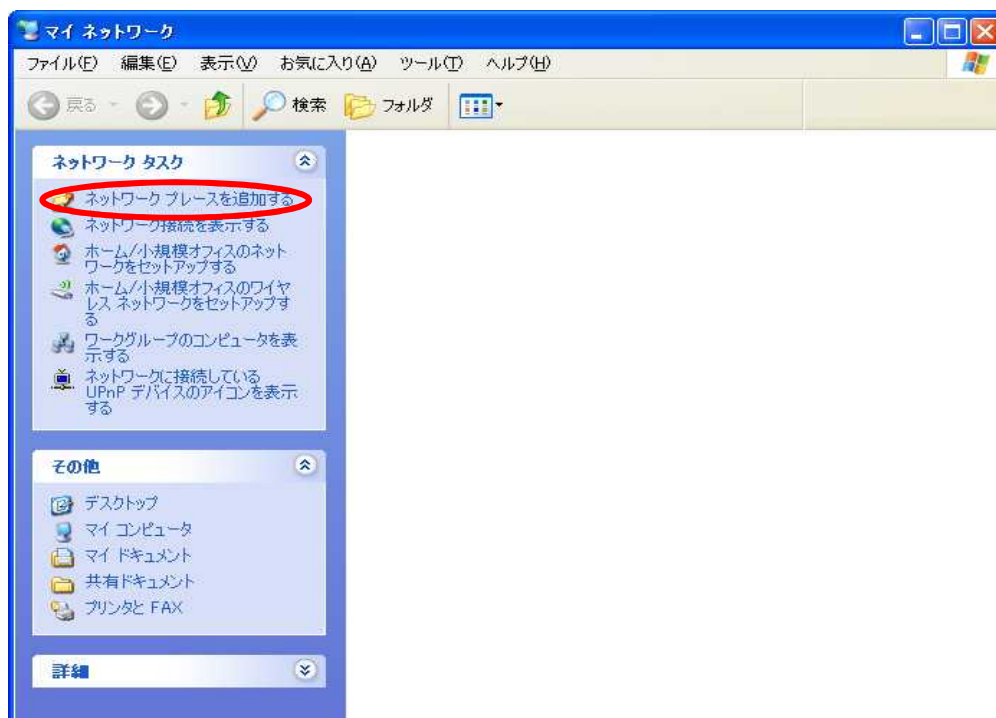 マイ ネットワーク
ファイル(F) 編集(E) 表示(V) お気に入り(A) ツール(T) ヘルプ(H)
戻る 検索 フォルダ
ネットワーク タスク
ネットワーク プレースを追加する
ネットワーク接続を表示する
ホーム/小規模オフィスのネット
ワークをセットアップする
ホーム/小規模オフィスのワイヤ
レス ネットワークをセットアップす
る
ワークグループのコンピュータを表
示する
ネットワークに接続している
UPnP デバイスのアイコンを表示
する
その他
デスクトップ
マイ コンピュータ
マイ ドキュメント
共有ドキュメント
プリンタと FAX
詳細